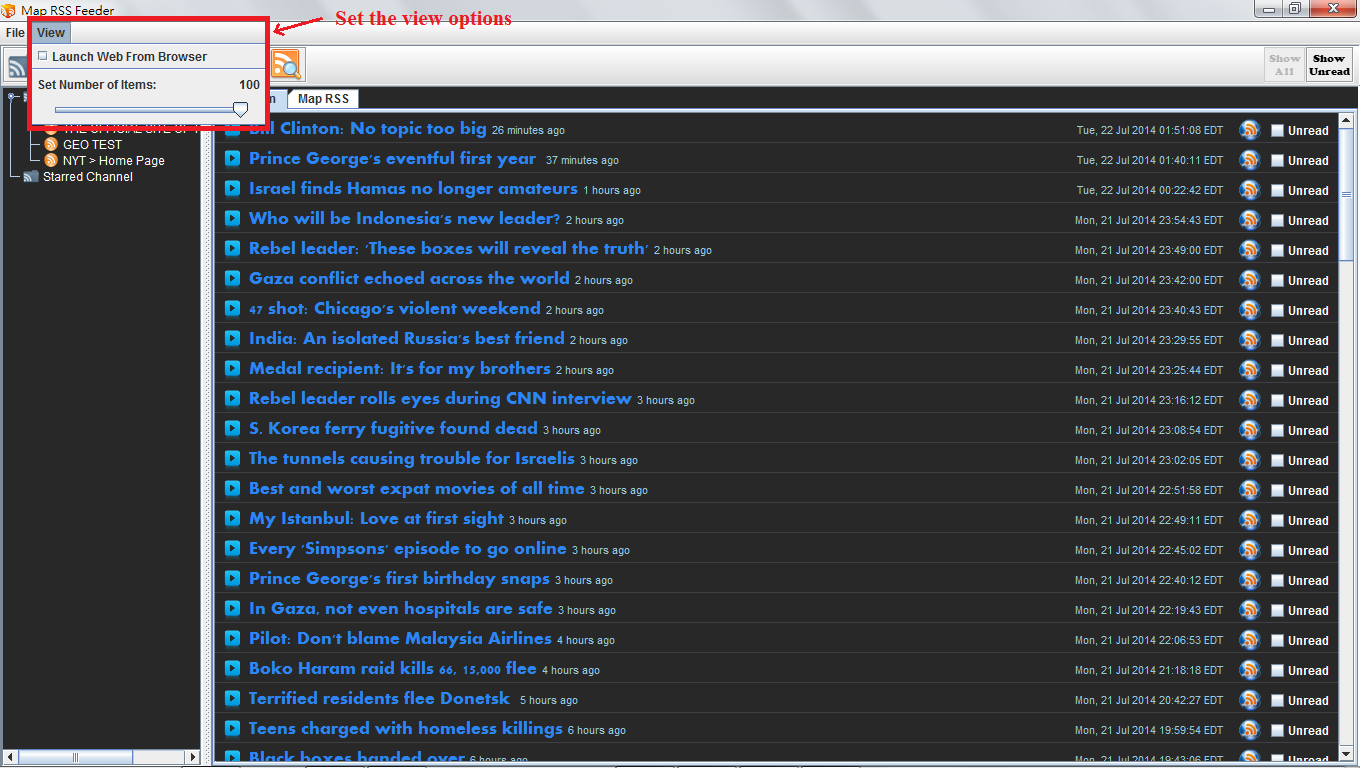 Map RSS Feeder
Set the view options
File View
Launch Web From Browser
Set Number of Items: 100
Show All
Show Unread
Map RSS
GEO TEST
NYT > Home Page
Starred Channel
Bill Clinton: No topic too big 26 minutes ago Tue, 22 Jul 2014 01:51:08 EDT Unread
Prince George's eventful first year 37 minutes ago Tue, 22 Jul 2014 01:40:11 EDT Unread
Israel finds Hamas no longer amateurs 1 hours ago Tue, 22 Jul 2014 00:22:42 EDT Unread
Who will be Indonesia's new leader? 2 hours ago Mon, 21 Jul 2014 23:54:43 EDT Unread
Rebel leader: 'These boxes will reveal the truth' 2 hours ago Mon, 21 Jul 2014 23:49:00 EDT Unread
Gaza conflict echoed across the world 2 hours ago Mon, 21 Jul 2014 23:42:00 EDT Unread
47 shot: Chicago's violent weekend 2 hours ago Mon, 21 Jul 2014 23:40:43 EDT Unread
India: An isolated Russia's best friend 2 hours ago Mon, 21 Jul 2014 23:29:55 EDT Unread
Medal recipient: It's for my brothers 2 hours ago Mon, 21 Jul 2014 23:25:44 EDT Unread
Rebel leader rolls eyes during CNN interview 3 hours ago Mon, 21 Jul 2014 23:16:12 EDT Unread
S. Korea ferry fugitive found dead 3 hours ago Mon, 21 Jul 2014 23:08:54 EDT Unread
The tunnels causing trouble for Israelis 3 hours ago Mon, 21 Jul 2014 23:02:05 EDT Unread
Best and worst expat movies of all time 3 hours ago Mon, 21 Jul 2014 22:51:58 EDT Unread
My Istanbul: Love at first sight 3 hours ago Mon, 21 Jul 2014 22:49:11 EDT Unread
Every 'Simpsons' episode to go online 3 hours ago Mon, 21 Jul 2014 22:45:02 EDT Unread
Prince George's first birthday snaps 3 hours ago Mon, 21 Jul 2014 22:40:12 EDT Unread
In Gaza, not even hospitals are safe 3 hours ago Mon, 21 Jul 2014 22:19:43 EDT Unread
Pilot: Don't blame Malaysia Airlines 4 hours ago Mon, 21 Jul 2014 22:06:53 EDT Unread
Boko Haram raid kills 66, 15,000 flee 4 hours ago Mon, 21 Jul 2014 21:18:18 EDT Unread
Terrified residents flee Donetsk 5 hours ago Mon, 21 Jul 2014 20:42:27 EDT Unread
Teens charged with homeless killings 6 hours ago Mon, 21 Jul 2014 19:59:54 EDT Unread
Black boxes handed over 6 hours ago Mon, 21 Jul 2014 19:43:06 EDT Unread